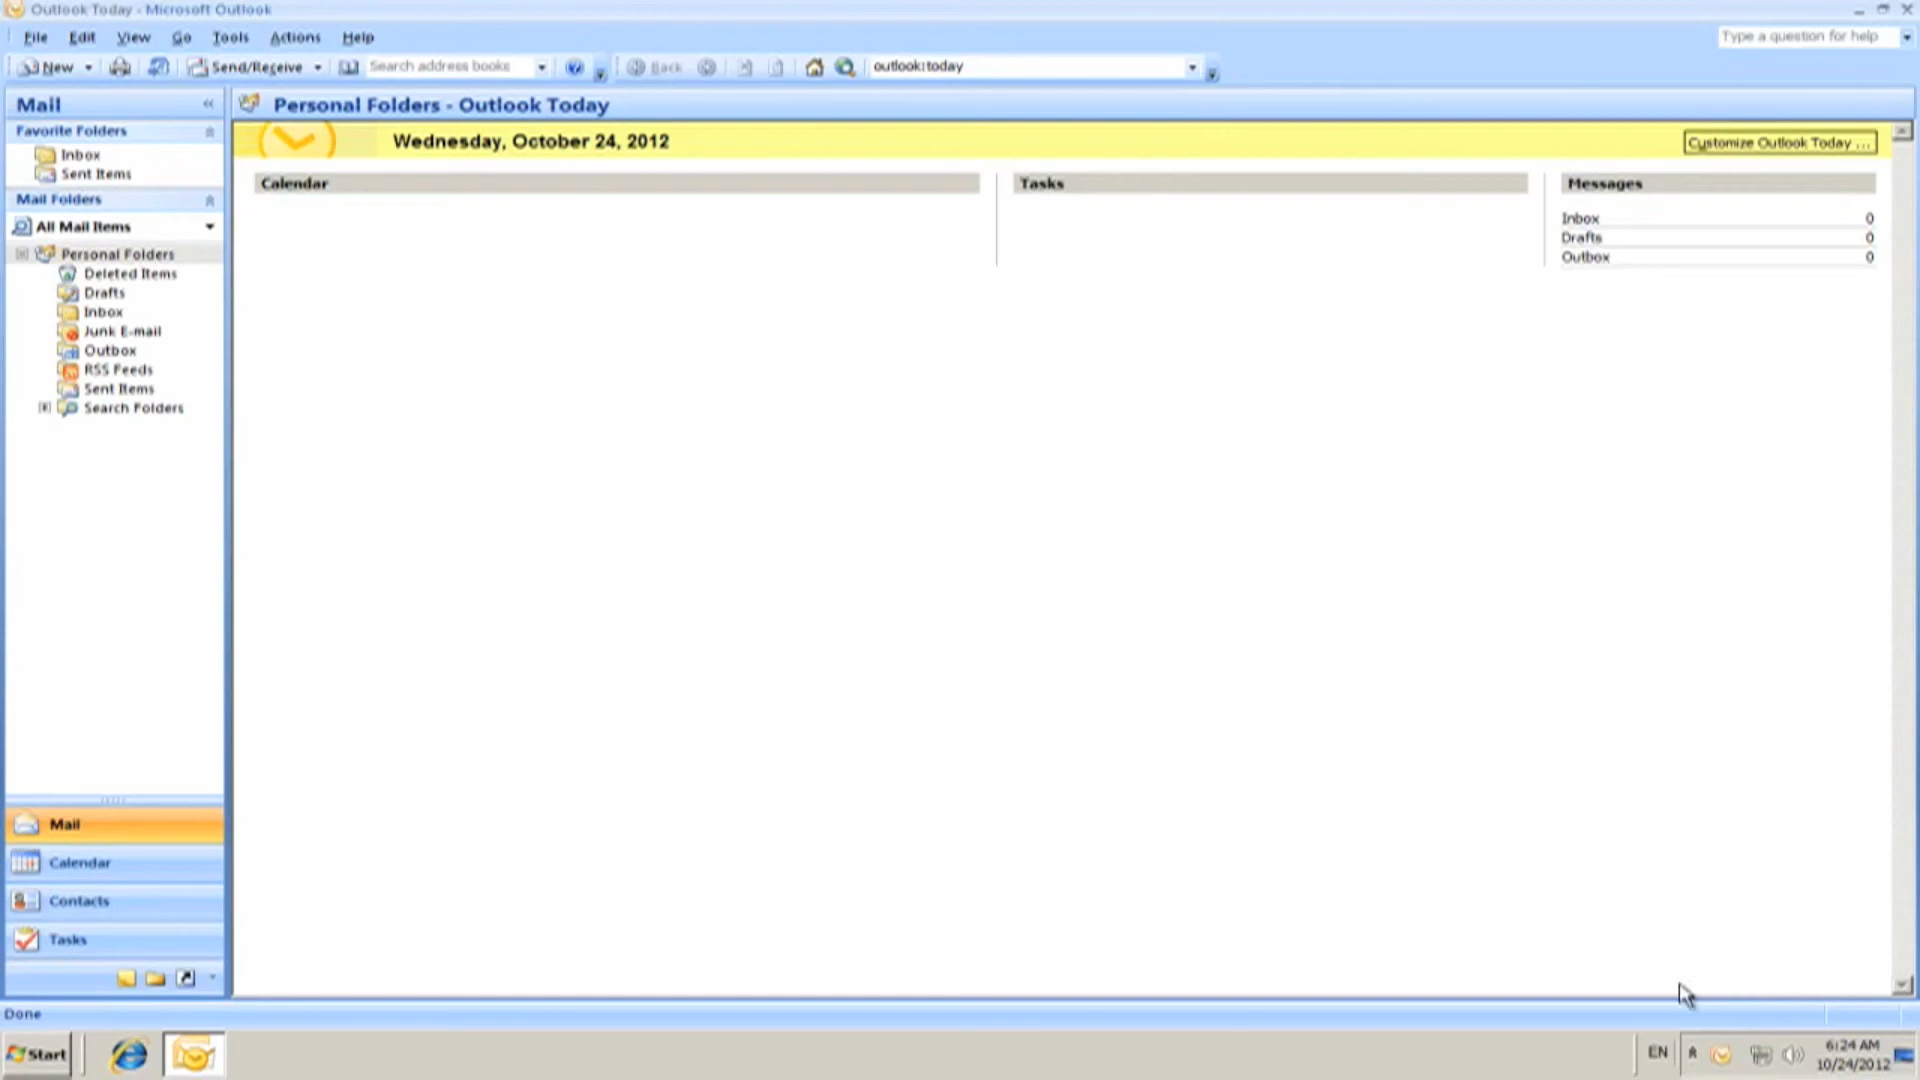 Outlook Today - Microsoft Outlook
File Edit View Go Tools Actions Help
Type a question for help
New Send/Receive Search address books Back outlook:today
Mail
Favorite Folders
Inbox
Sent Items
Mail Folders
All Mail Items
Personal Folders
Deleted Items
Drafts
Inbox
Junk E-mail
Outbox
RSS Feeds
Sent Items
Search Folders
Mail
Calendar
Contacts
Tasks
Personal Folders - Outlook Today
Wednesday, October 24, 2012
Customize Outlook Today ...
Calendar
Tasks
Messages
Inbox 0
Drafts 0
Outbox 0
Done
Start
EN
6:24 AM
10/24/2012